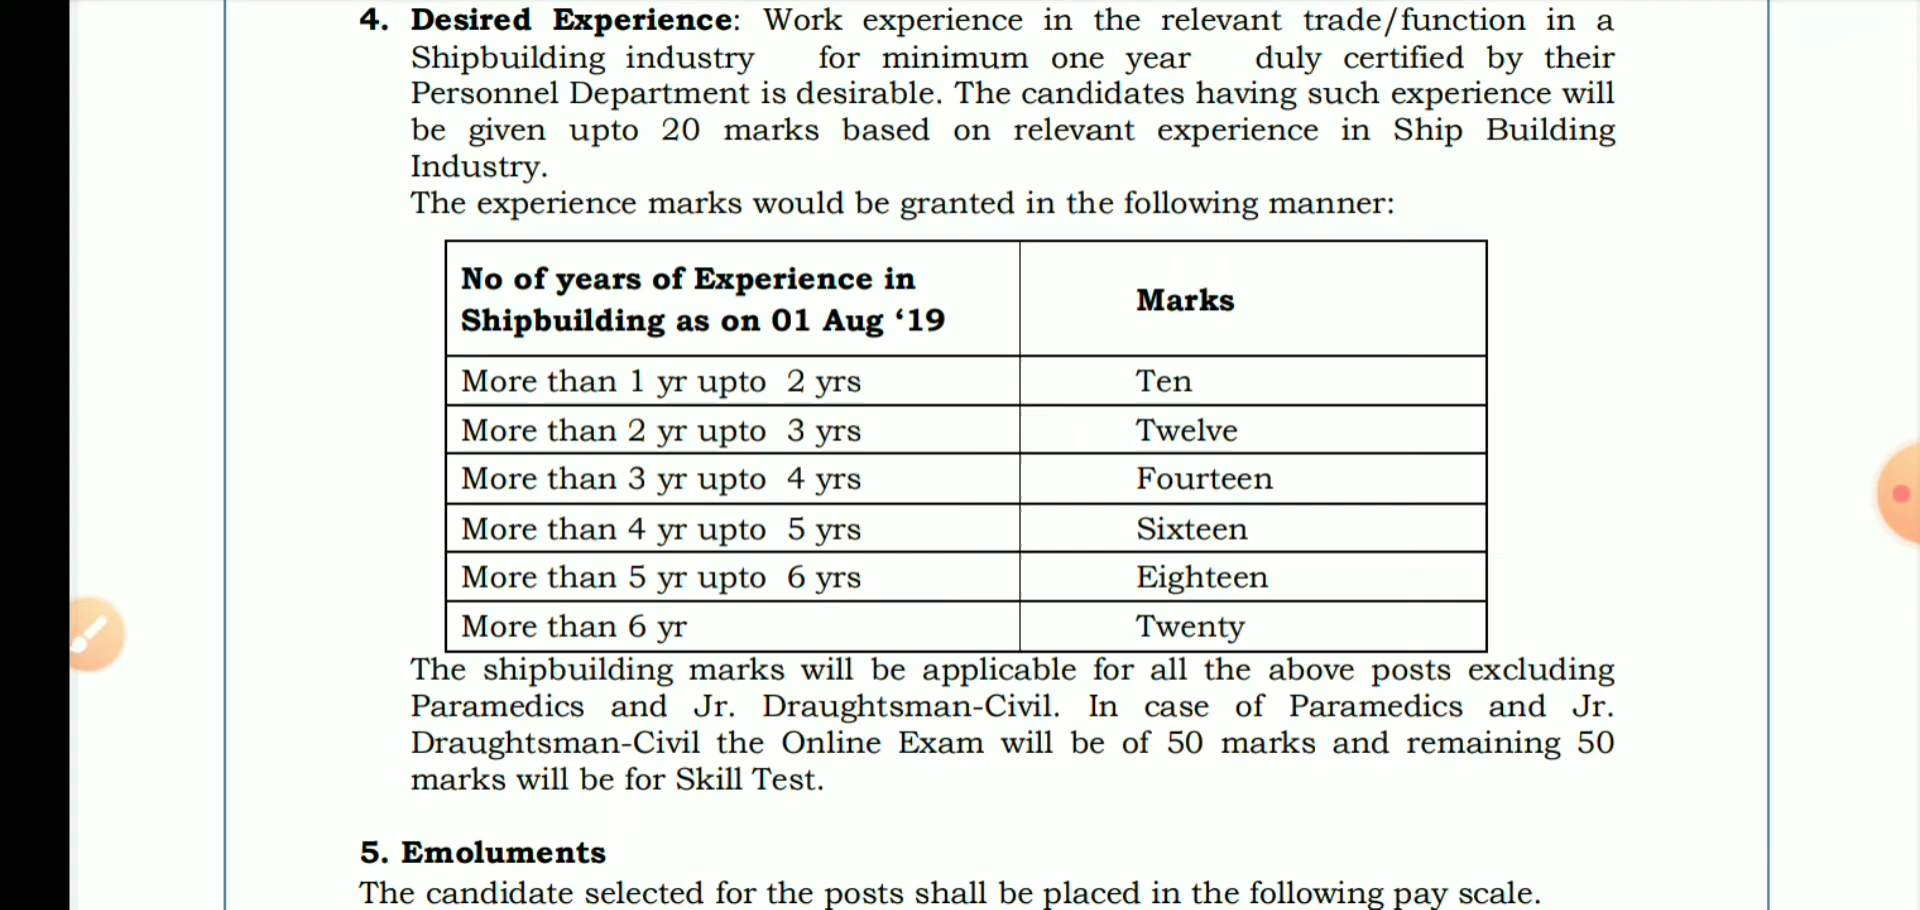 4. Desired Experience: Work experience in the relevant trade/function in a
Shipbuilding industry for minimum one year duly certified by their
Personnel Department is desirable. The candidates having such experience will
be given upto 20 marks based on relevant experience in Ship Building
Industry.
The experience marks would be granted in the following manner:
No of years of Experience in
Shipbuilding as on 01 Aug ‘19
Marks
More than 1 yr upto 2 yrs Ten
More than 2 yr upto 3 yrs Twelve
More than 3 yr upto 4 yrs Fourteen
More than 4 yr upto 5 yrs Sixteen
More than 5 yr upto 6 yrs Eighteen
More than 6 yr Twenty
The shipbuilding marks will be applicable for all the above posts excluding
Paramedics and Jr. Draughtsman-Civil. In case of Paramedics and Jr.
Draughtsman-Civil the Online Exam will be of 50 marks and remaining 50
marks will be for Skill Test.
5. Emoluments
The candidate selected for the posts shall be placed in the following pay scale.